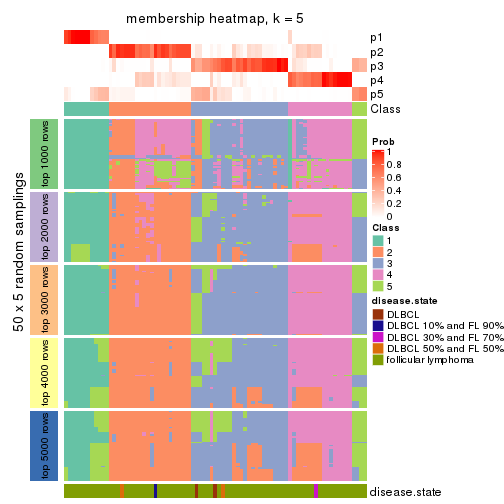 membership heatmap, k = 5
p1
p2
p3
p4
p5
Class
50 x 5 random samplings
top 1000 rows
top 2000 rows
top 3000 rows
top 4000 rows
top 5000 rows
Prob
1
0.8
0.6
0.4
0.2
0
Class
1
2
3
4
5
disease.state
DLBCL
DLBCL 10% and FL 90%
DLBCL 30% and FL 70%
DLBCL 50% and FL 50%
follicular lymphoma
disease.state